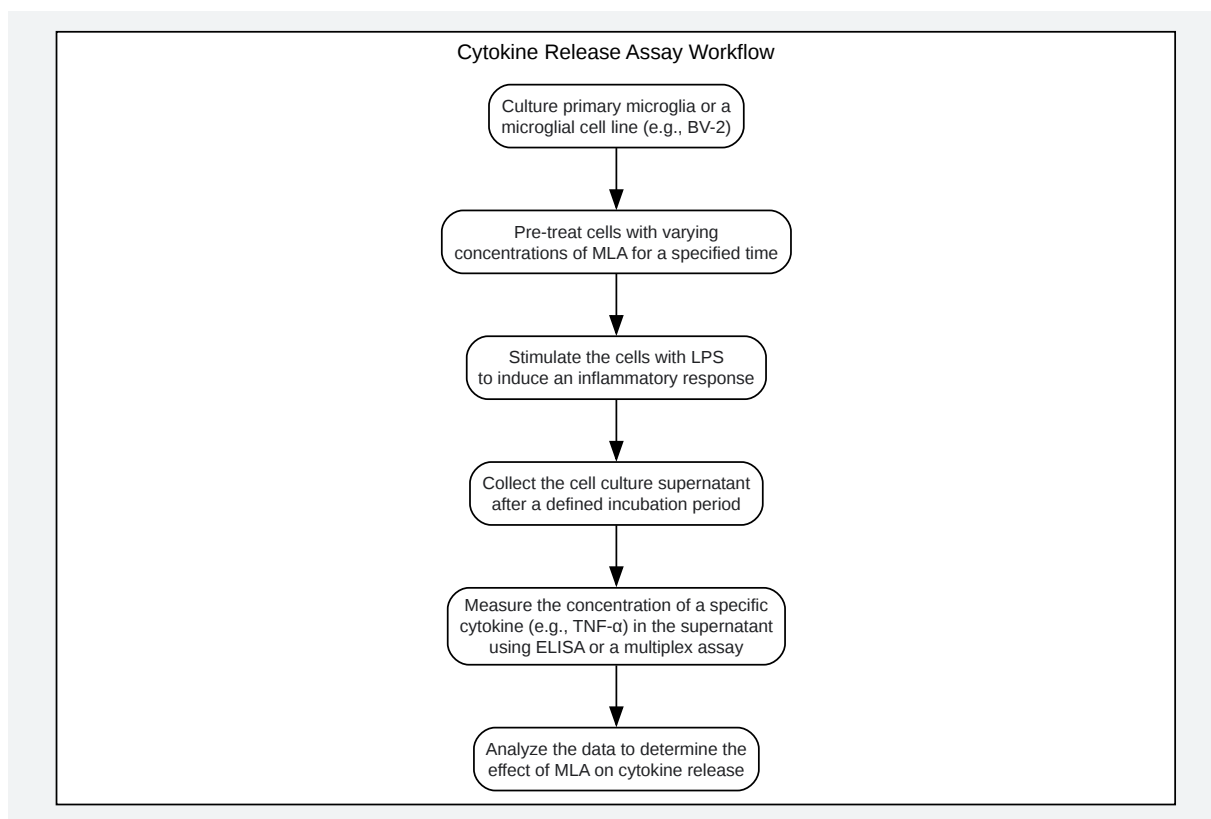 Cytokine Release Assay Workflow
Culture primary microglia or a
microglial cell line (e.g., BV-2)
Pre-treat cells with varying
concentrations of MLA for a specified time
Stimulate the cells with LPS
to induce an inflammatory response
Collect the cell culture supernatant
after a defined incubation period
Measure the concentration of a specific
cytokine (e.g., TNF-α) in the supernatant
using ELISA or a multiplex assay
Analyze the data to determine the
effect of MLA on cytokine release